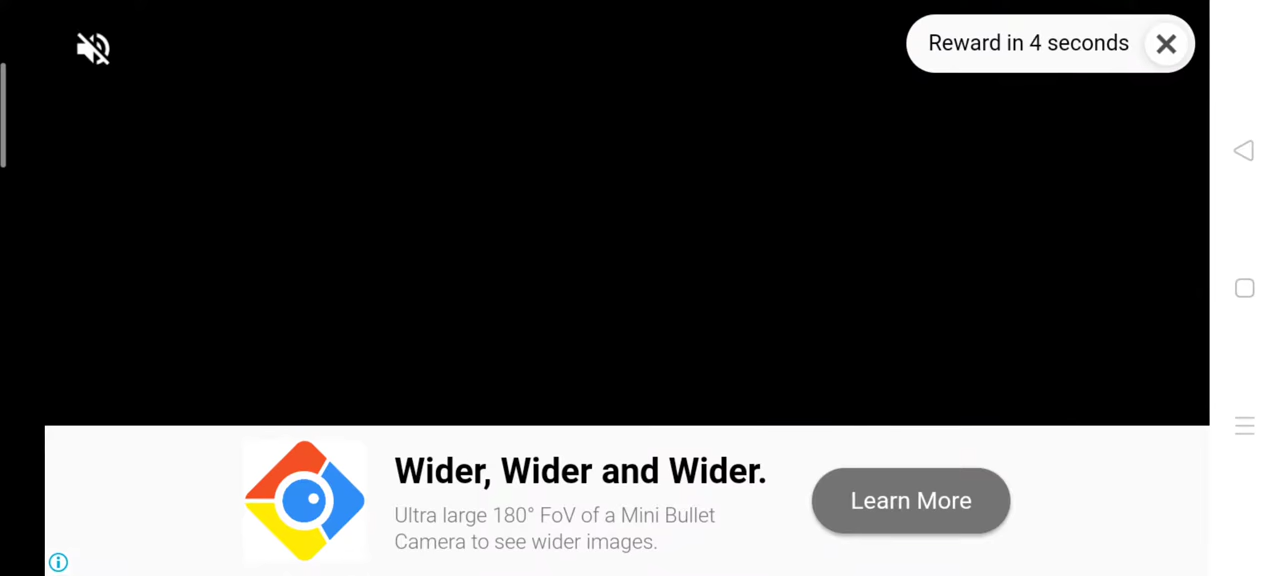 Reward in 4 seconds
Wider, Wider and Wider.
Ultra large 180° FoV of a Mini Bullet
Camera to see wider images.
Learn More